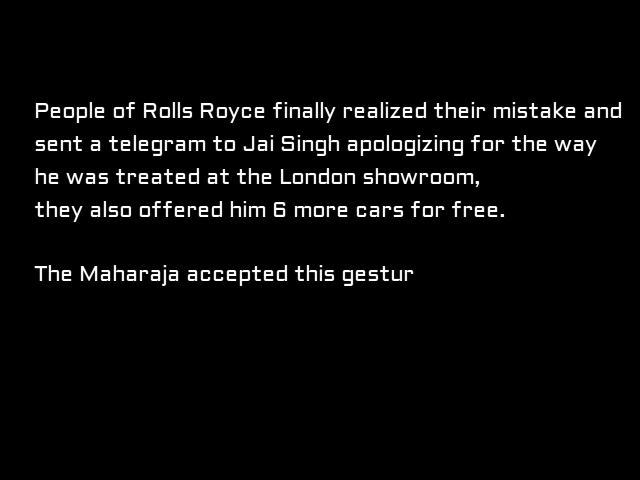 People of Rolls Royce finally realized their mistake and
sent a telegram to Jai Singh apologizing for the way
he was treated at the London showroom,
they also offered him 6 more cars for free.
The Maharaja accepted this gestur